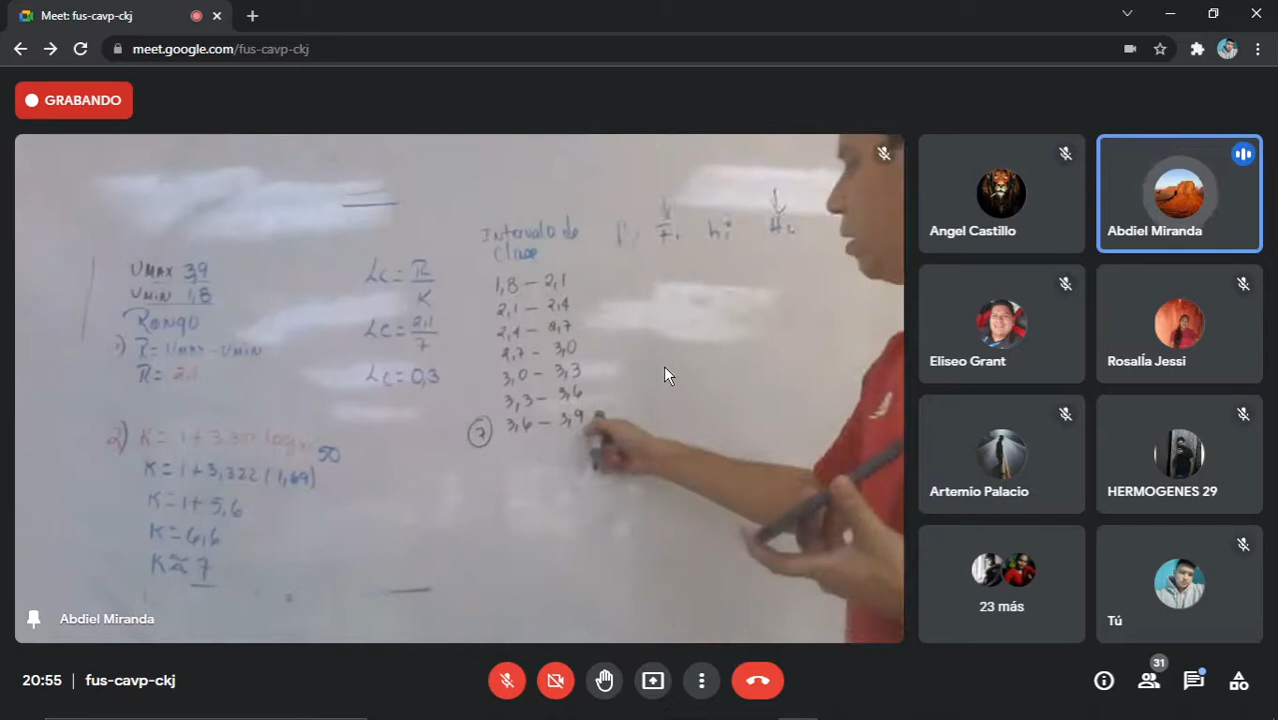 Meet: fus-cavp-ckj
meet.google.com/fus-cavp-ckj
GRABANDO
VMAX 3,9
VMIN 1,8
RANGO
1) R = VMAX - VMIN
R = 2,1
2) K = 1 + 3,322 log
50
K = 1 + 3,322 (1,69)
K = 1 + 5,6
K = 6,6
K ≈ 7
Lc = R
K
Lc = 2,1
7
Lc = 0,3
Intervalo de
clase
hi
1,8 - 2,1
2,1 - 2,4
2,4 - 2,7
2,7 - 3,0
3,0 - 3,3
3,3 - 3,6
7 3,6 - 3,9
Abdiel Miranda
Angel Castillo
Abdiel Miranda
Eliseo Grant
Rosalía Jessi
Artemio Palacio
HERMOGENES 29
23 más
Tú
20:55 fus-cavp-ckj
31